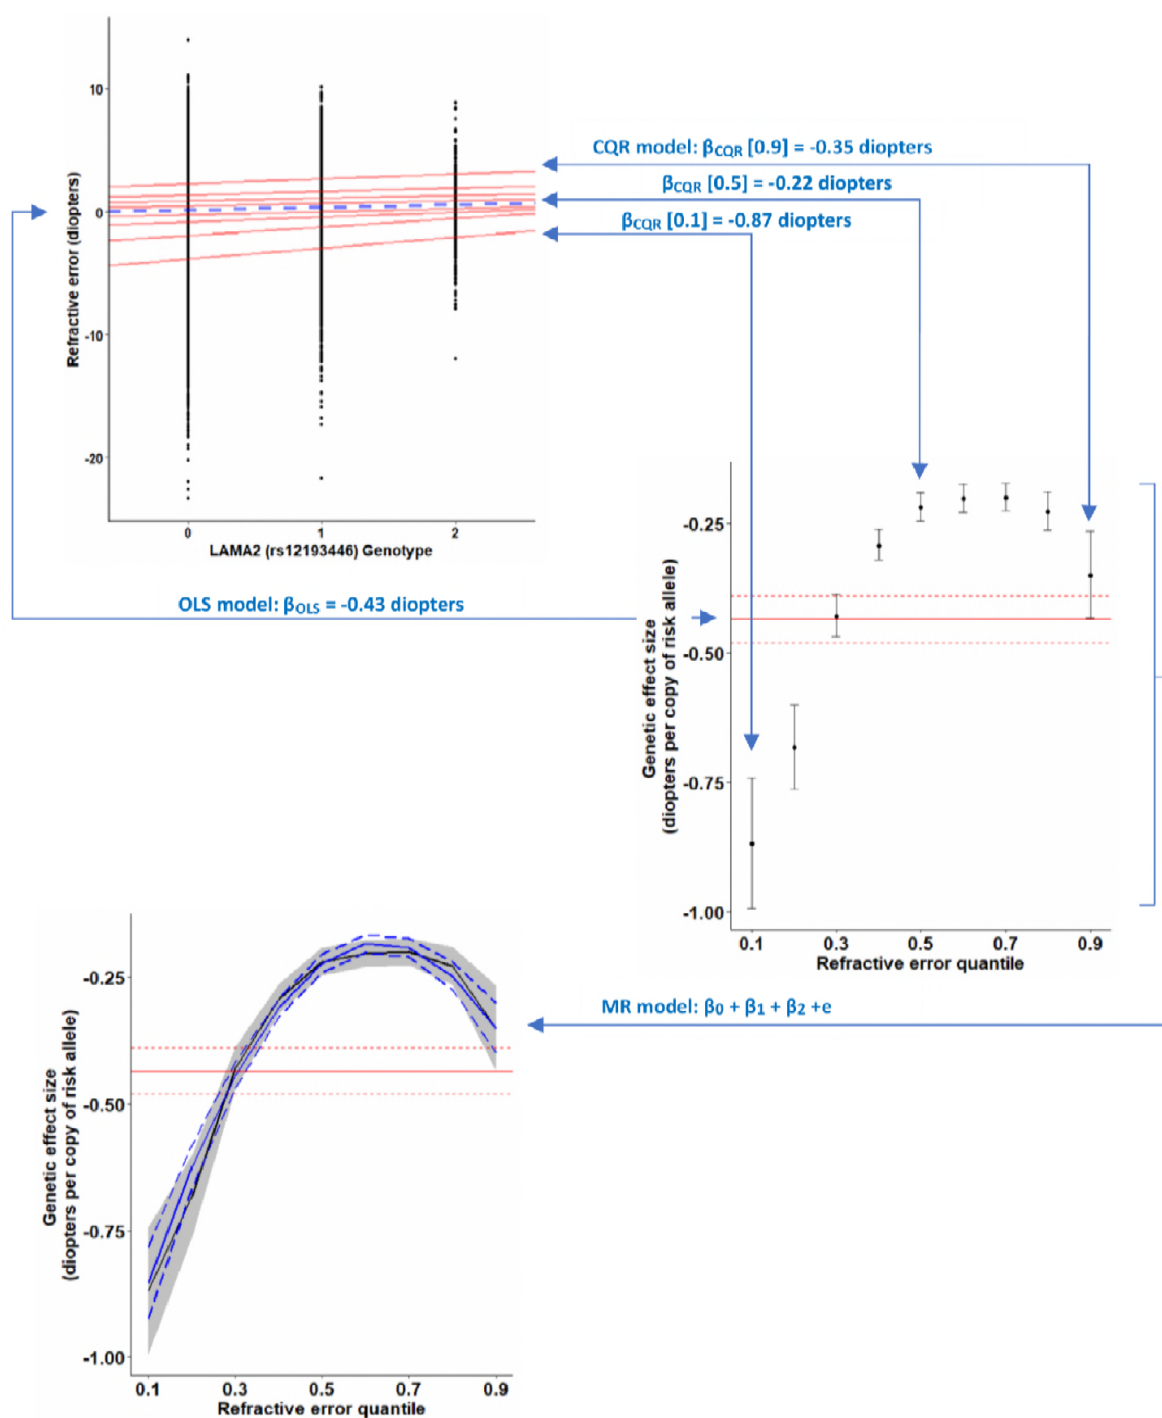 10
0
-10
-20
Refractive error (diopters)
0
1
2
LAMA2 (rs12193446) Genotype
CQR model: βCQR [0.9] = -0.35 diopters
βCQR [0.5] = -0.22 diopters
βCQR [0.1] = -0.87 diopters
OLS model: βOLS = -0.43 diopters
-0.25
-0.50
-0.75
-1.00
Genetic effect size
(diopters per copy of risk allele)
0.1
0.3
0.5
0.7
0.9
Refractive error quantile
MR model: β0 + β1 + β2 +e
-0.25
-0.50
-0.75
-1.00
Genetic effect size
(diopters per copy of risk allele)
0.1
0.3
0.5
0.7
0.9
Refractive error quantile